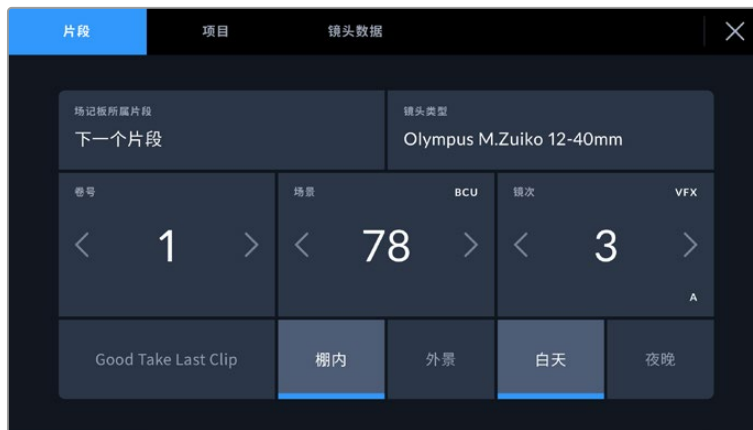 片段 项目 镜头数据
场记板所属片段 镜头类型
下一个片段 Olympus M.Zuiko 12-40mm
卷号 场景 BCU 镜次 VFX
1 78 3
A
Good Take Last Clip 棚内 外景 白天 夜晚